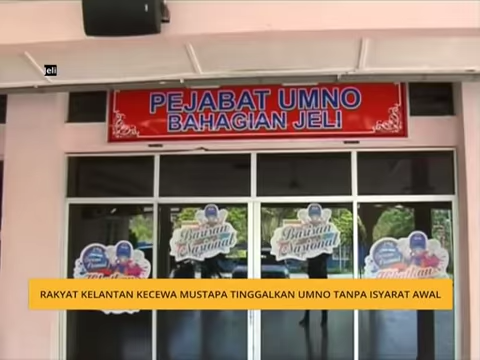 Jeli
PEJABAT UMNO
BAHAGIAN JELI
Barisan
Nasional
Barisan
Nasional
RAKYAT KELANTAN KECEWA MUSTAPA TINGGALKAN UMNO TANPA ISYARAT AWAL